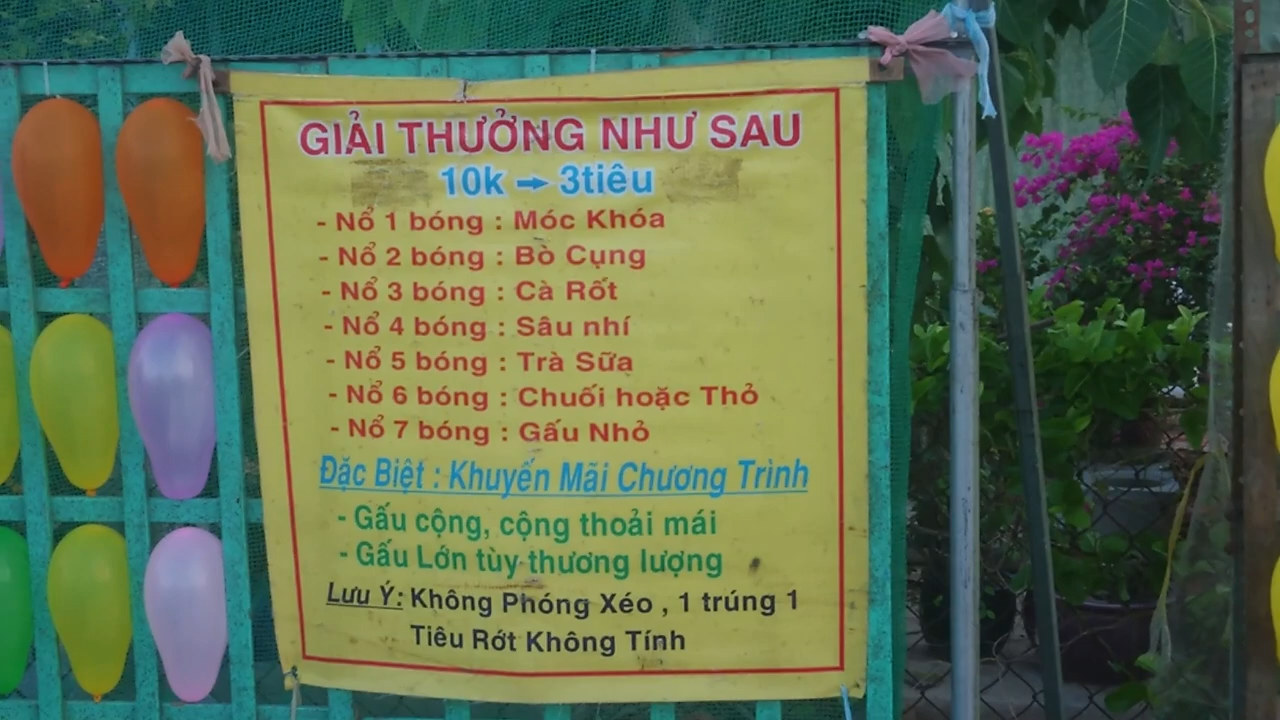 GIẢI THƯỞNG NHƯ SAU
10k ➞ 3tiêu
- Nổ 1 bóng : Móc Khóa
- Nổ 2 bóng : Bò Cụng
- Nổ 3 bóng : Cà Rốt
- Nổ 4 bóng : Sâu nhí
- Nổ 5 bóng : Trà Sữa
- Nổ 6 bóng : Chuối hoặc Thỏ
- Nổ 7 bóng : Gấu Nhỏ
Đặc Biệt : Khuyến Mãi Chương Trình
- Gấu cộng, cộng thoải mái
- Gấu Lớn tùy thương lượng
Lưu Ý: Không Phóng Xéo , 1 trúng 1
Tiêu Rớt Không Tính